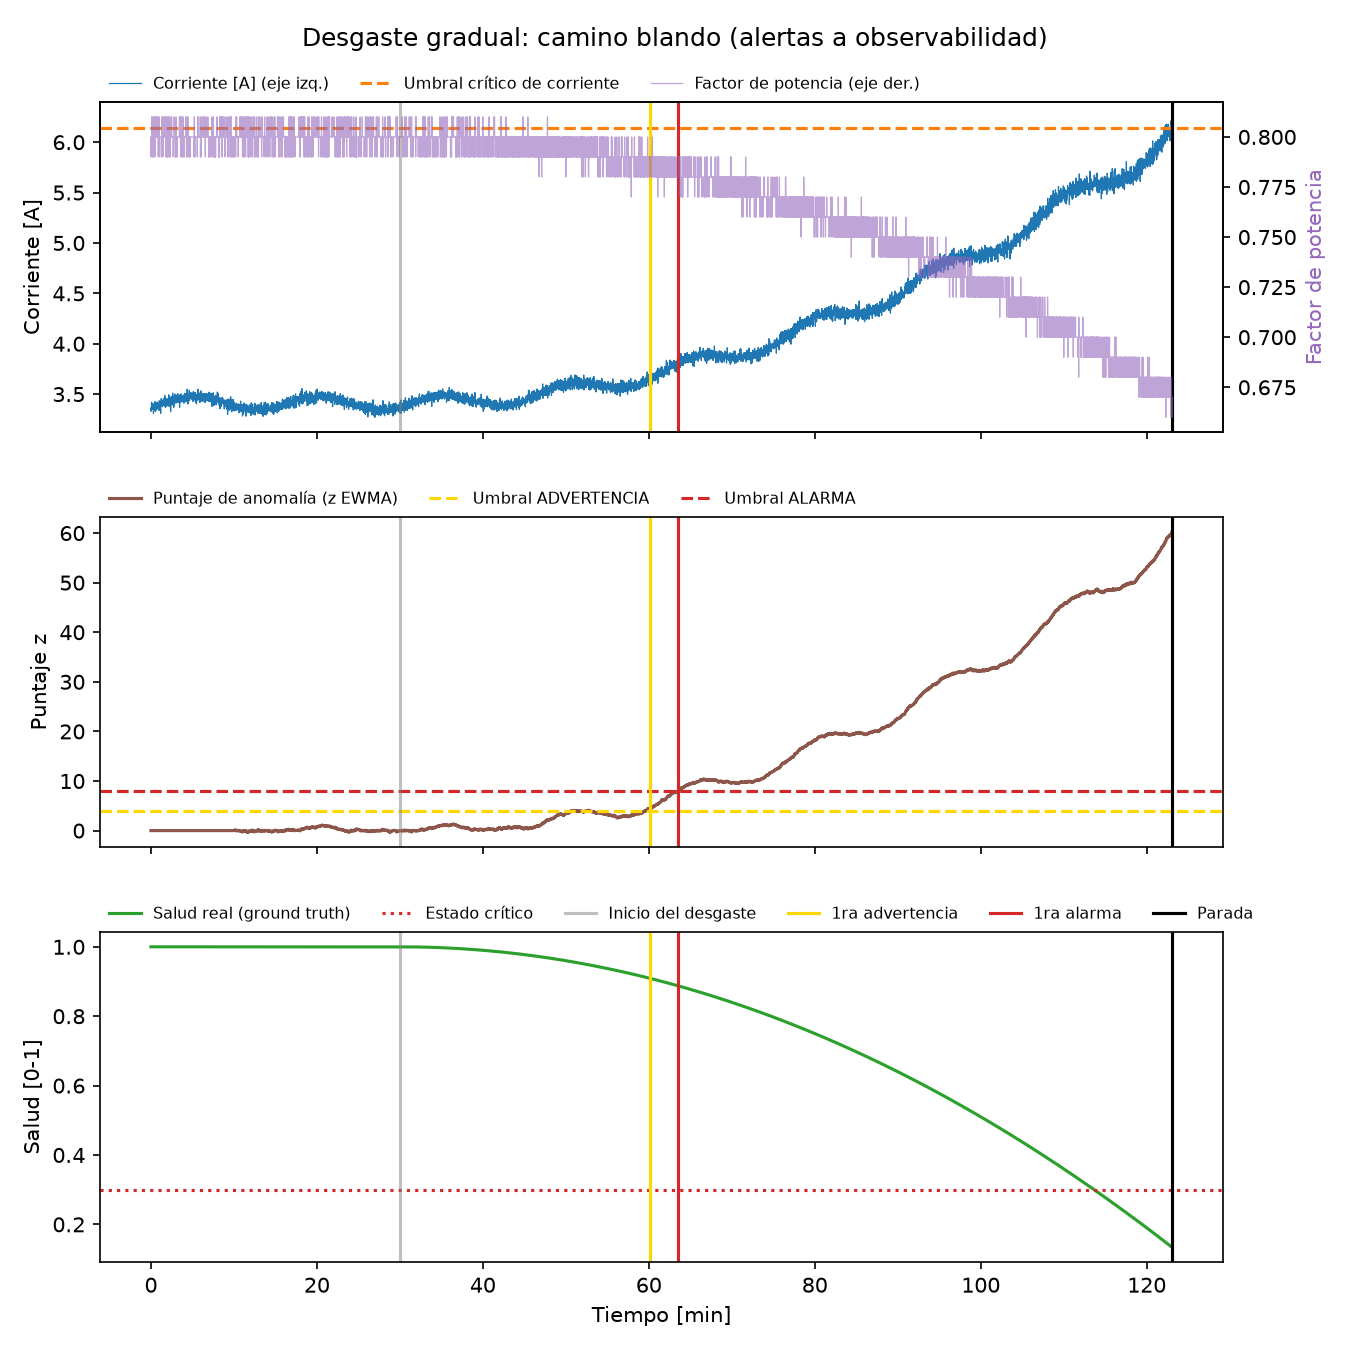 Desgaste gradual: camino blando (alertas a observabilidad)
Corriente [A] (eje izq.) Umbral crítico de corriente Factor de potencia (eje der.)
6.0
5.5
5.0
4.5
4.0
3.5
Corriente [A]
0.800
0.775
0.750
0.725
0.700
0.675
Factor de potencia
Puntaje de anomalía (z EWMA) Umbral ADVERTENCIA Umbral ALARMA
60
50
40
30
20
10
0
Puntaje z
Salud real (ground truth) Estado crítico Inicio del desgaste 1ra advertencia 1ra alarma Parada
1.0
0.8
0.6
0.4
0.2
Salud [0-1]
0 20 40 60 80 100 120
Tiempo [min]